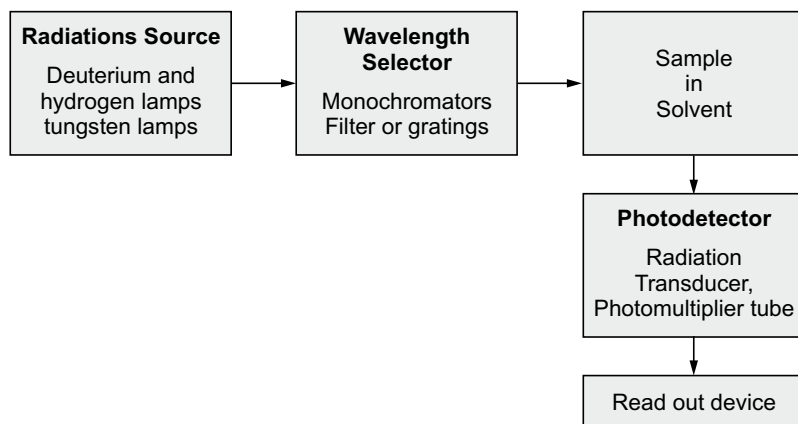 Radiations Source
Deuterium and
hydrogen lamps
tungsten lamps
Wavelength
Selector
Monochromators
Filter or gratings
Sample
in
Solvent
Photodetector
Radiation
Transducer,
Photomultiplier tube
Read out device